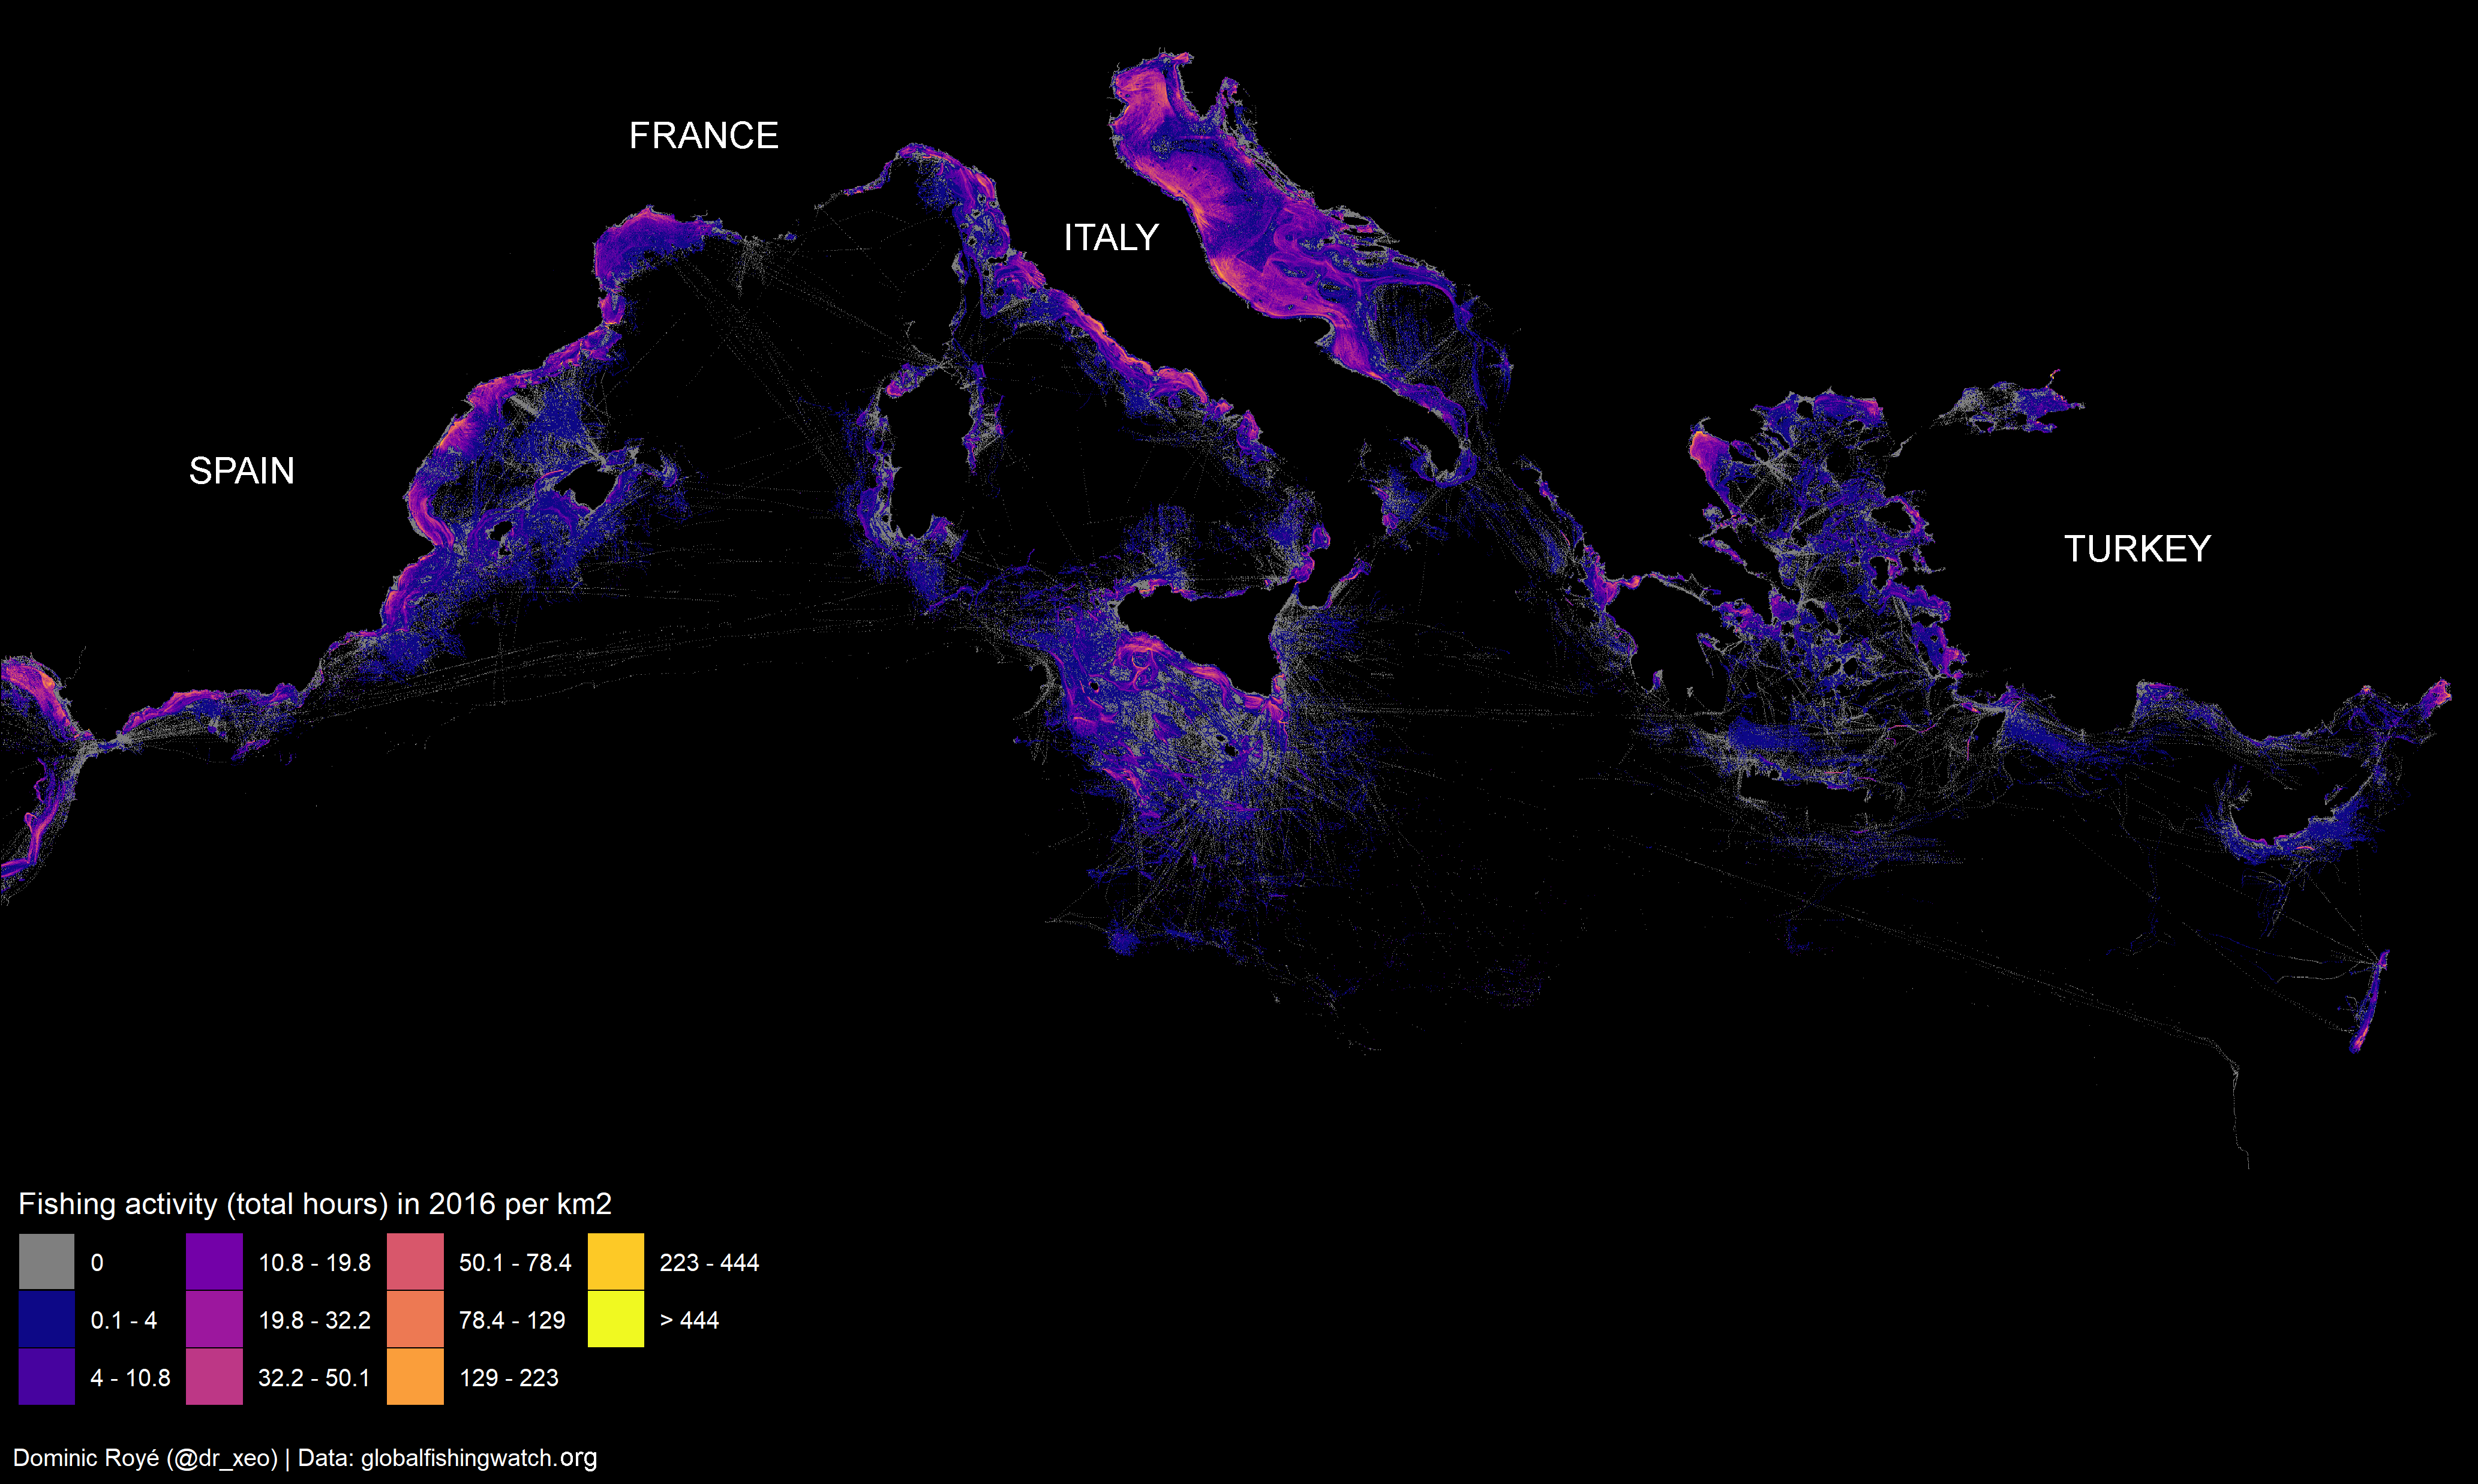 FRANCE
ITALY
SPAIN
TURKEY
Fishing activity (total hours) in 2016 per km2
0
0.1 - 4
4 - 10.8
10.8 - 19.8
19.8 - 32.2
32.2 - 50.1
50.1 - 78.4
78.4 - 129
129 - 223
223 - 444
> 444
Dominic Royé (@dr_xeo) | Data: globalfishingwatch.org